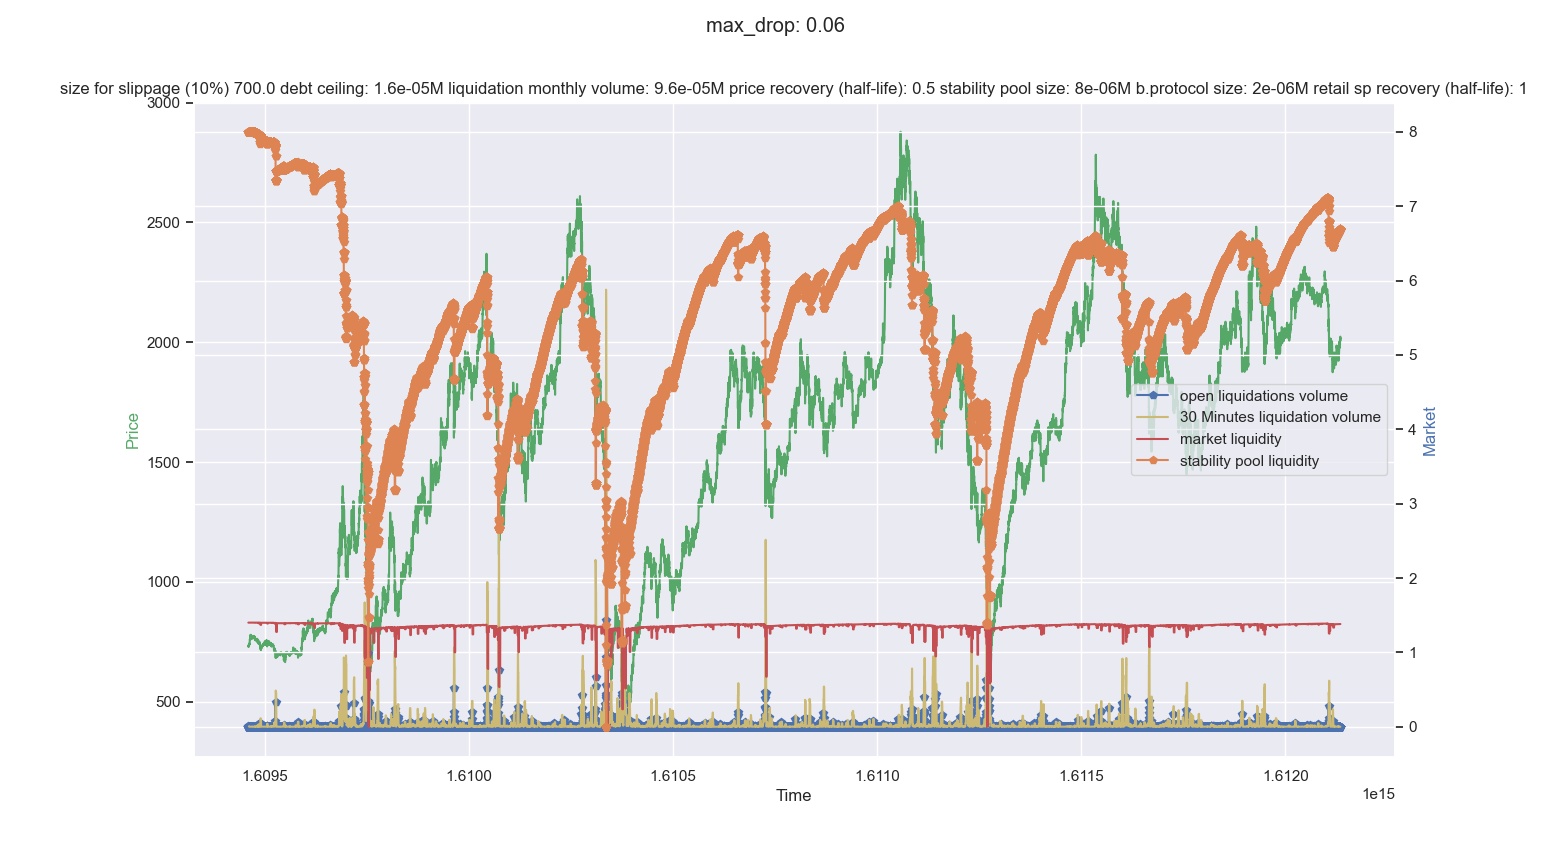 max_drop: 0.06
size for slippage (10%) 700.0 debt ceiling: 1.6e-05M liquidation monthly volume: 9.6e-05M price recovery (half-life): 0.5 stability pool size: 8e-06M b.protocol size: 2e-06M retail sp recovery (half-life): 1
3000
2500
2000
1500
1000
500
Price
8
7
6
5
4
3
2
1
0
Market
open liquidations volume
30 Minutes liquidation volume
market liquidity
stability pool liquidity
1.6095
1.6100
1.6105
1.6110
1.6115
1.6120
1e15
Time